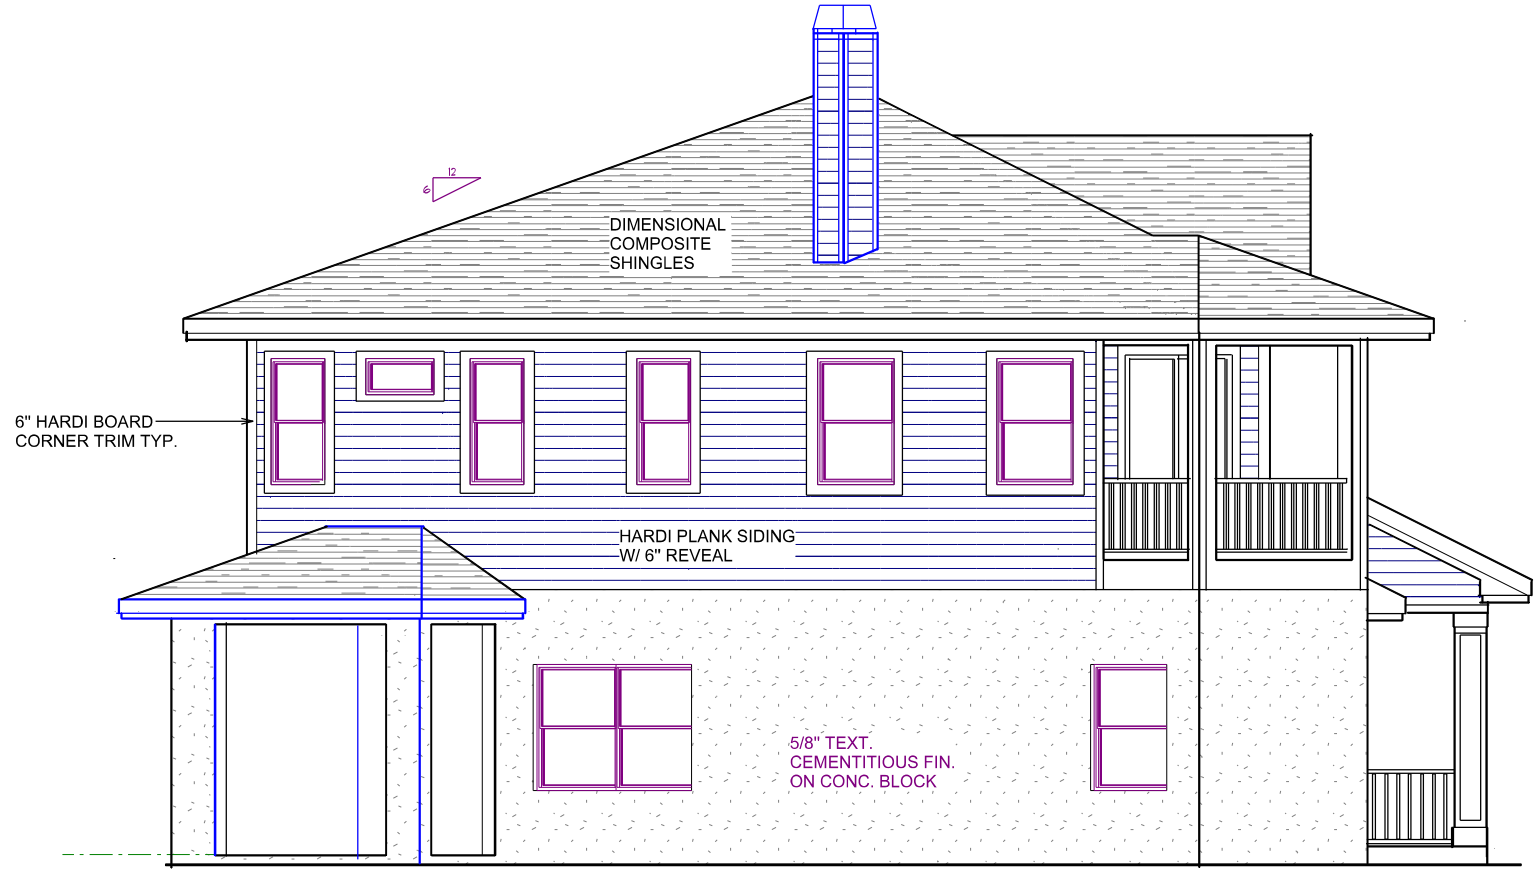 12
6
DIMENSIONAL
COMPOSITE
SHINGLES
6" HARDI BOARD
CORNER TRIM TYP.
HARDI PLANK SIDING
W/ 6" REVEAL
5/8" TEXT.
CEMENTITIOUS FIN.
ON CONC. BLOCK